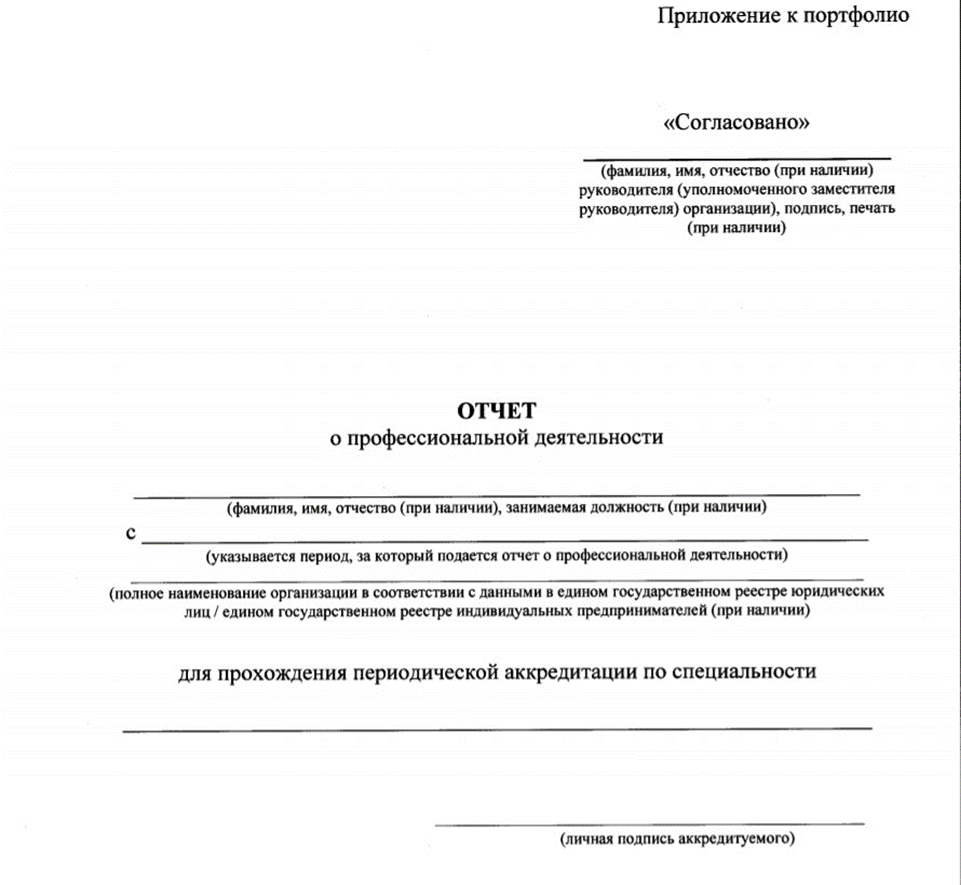 Приложение к портфолио
«Согласовано»
(фамилия, имя, отчество (при наличии)
руководителя (уполномоченного заместителя
руководителя) организации), подпись, печать
(при наличии)
ОТЧЕТ
о профессиональной деятельности
(фамилия, имя, отчество (при наличии), занимаемая должность (при наличии)
с
(указывается период, за который подается отчет о профессиональной деятельности)
(полное наименование организации в соответствии с данными в едином государственном реестре юридических
лиц / едином государственном реестре индивидуальных предпринимателей (при наличии)
для прохождения периодической аккредитации по специальности
(личная подпись аккредитуемого)